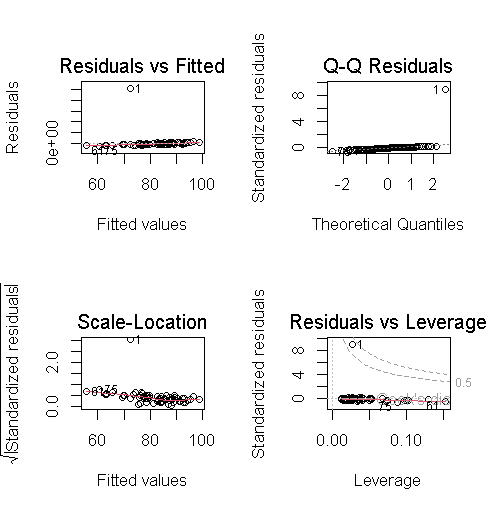 Residuals vs Fitted
Residuals
0e+00
1
60 80 100
Fitted values
Q-Q Residuals
Standardized residuals
0 4 8
1
-2 0 1 2
Theoretical Quantiles
Scale-Location
√|Standardized residuals|
0.0 2.0
1
75
60 80 100
Fitted values
Residuals vs Leverage
Standardized residuals
0 4 8
1
0.5
75
61
0.00 0.10
Leverage